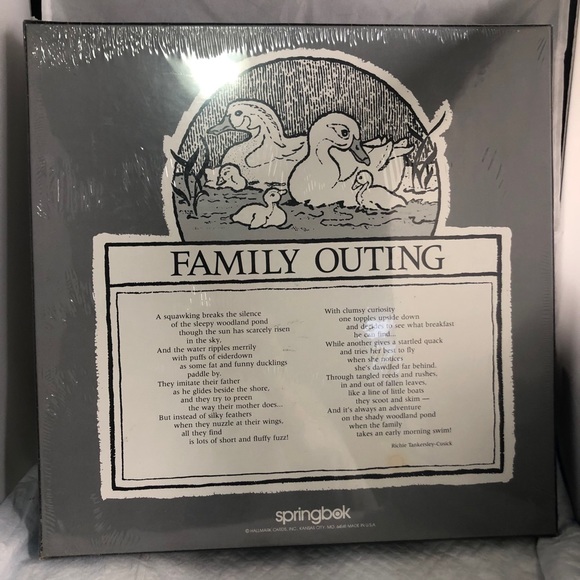 FAMILY OUTING
A squawking breaks the silence
of the sleepy woodland pond
though the sun has scarcely risen
in the sky.
And the water ripples merrily
with puffs of eiderdown
as some fat and funny ducklings
paddle by.
They imitate their father
as he glides beside the shore,
and they try to preen
the way their mother does...
But instead of silky feathers
when they nuzzle at their wings,
all they find
is lots of short and fluffy fuzz!
With clumsy curiosity
one topples upside down
and decides to see what breakfast
he can find...
While another gives a startled quack
and tries her best to fly
when she notices
she's dawdled far behind.
Through tangled reeds and rushes,
in and out of fallen leaves,
like a line of little boats
they scoot and skim —
And it's always an adventure
on the shady woodland pond
when the family
takes an early morning swim!
Richie Tankersley-Cusick
springbok
© HALLMARK CARDS, INC., KANSAS CITY, MO. MADE IN U.S.A.